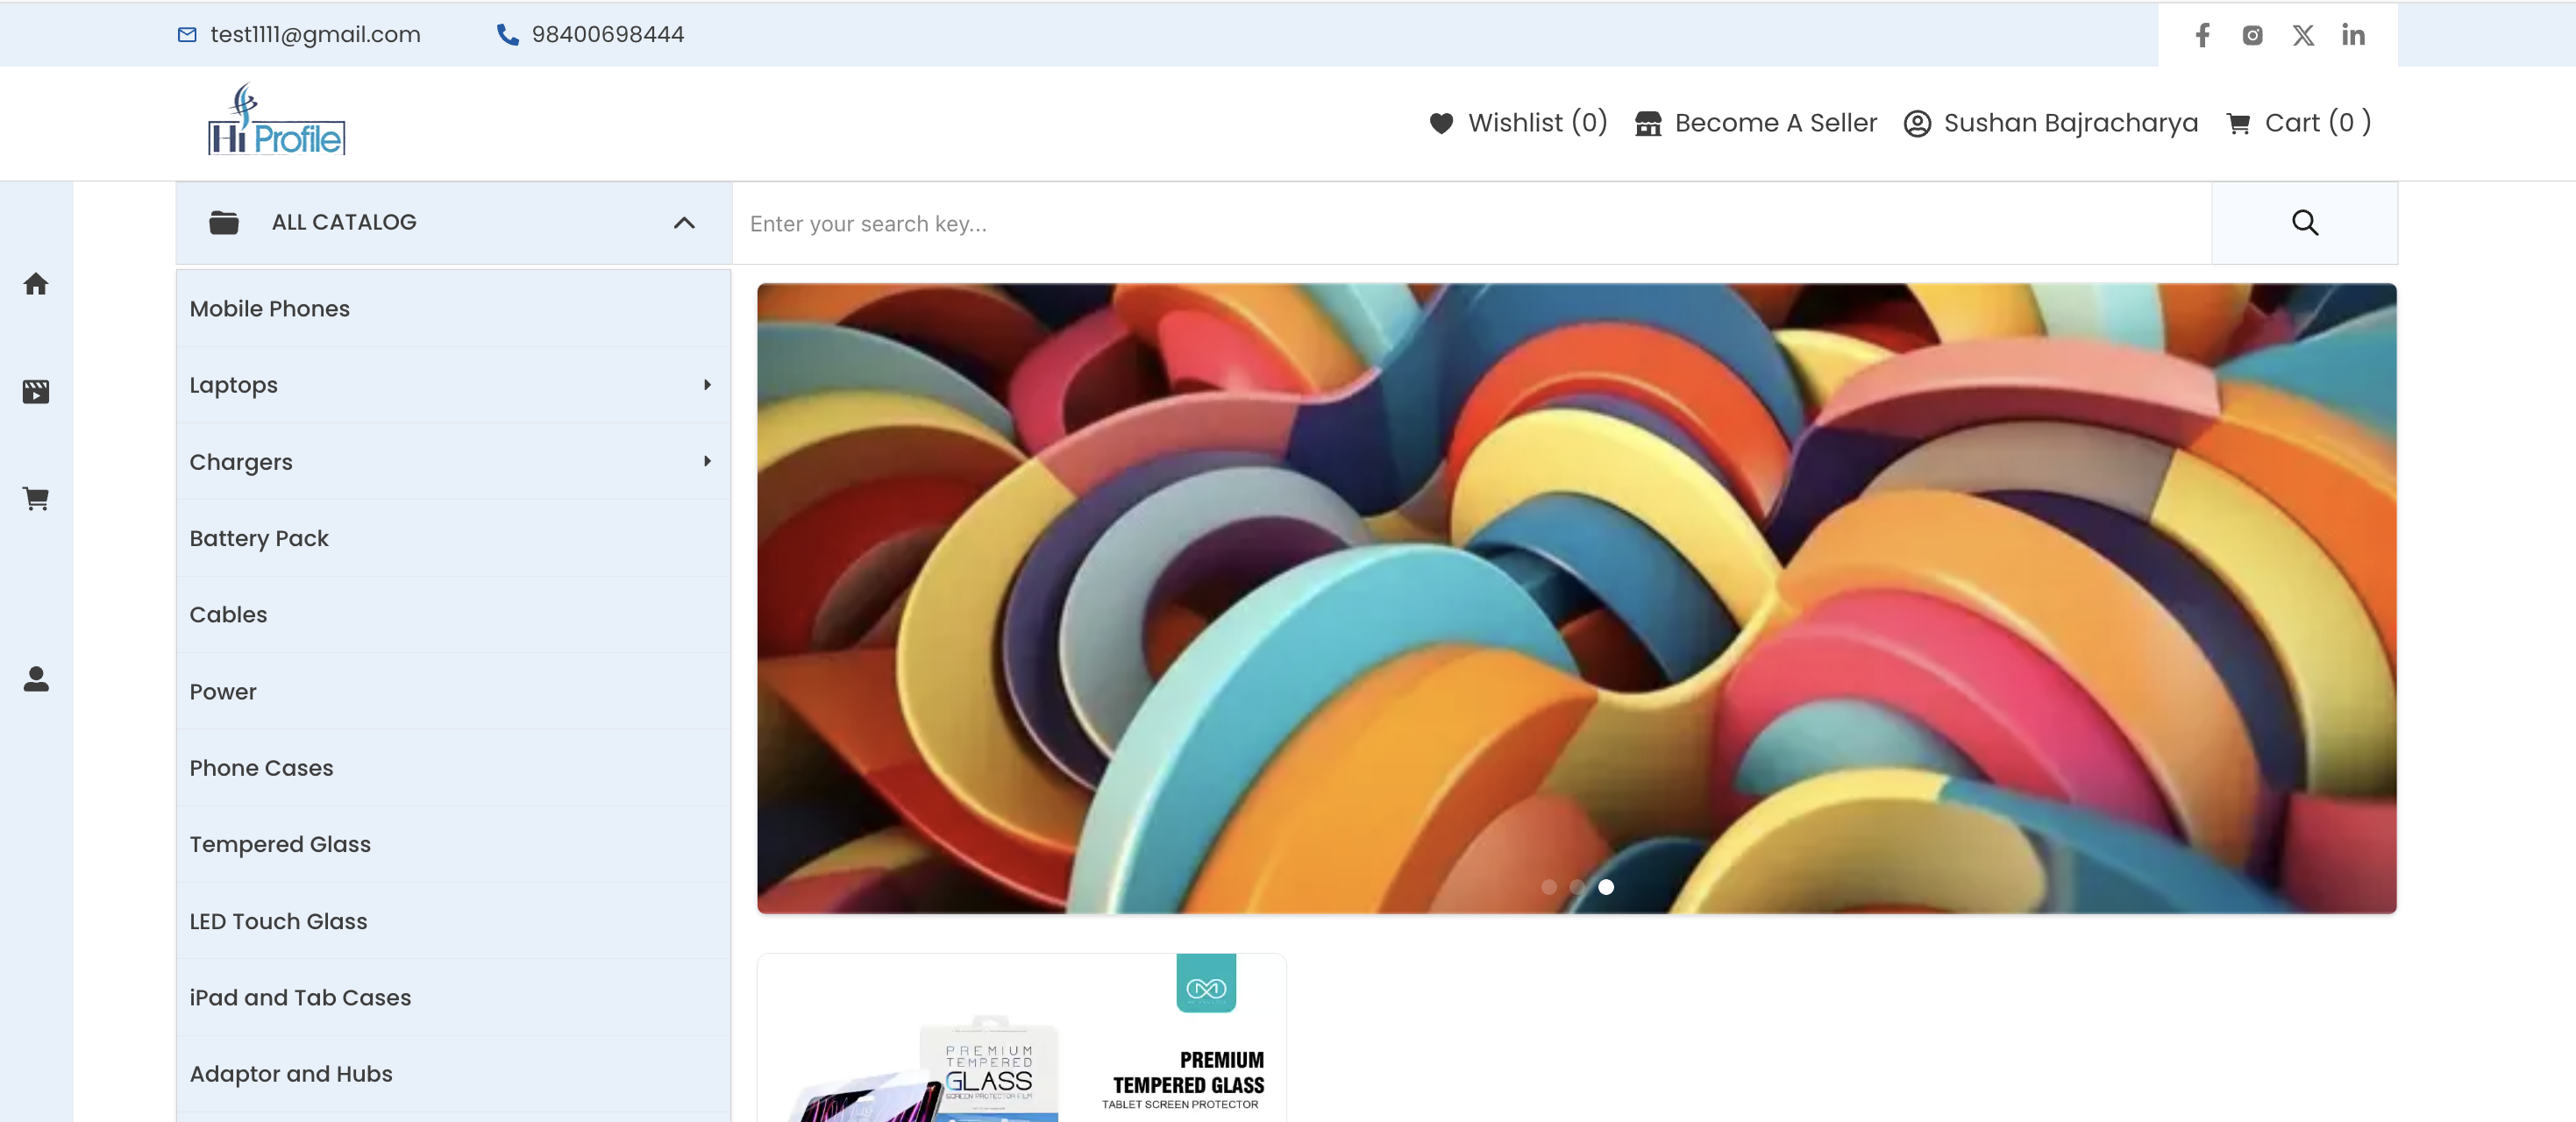 test1111@gmail.com 98400698444
Hi Profile
Wishlist (0) Become A Seller Sushan Bajracharya Cart (0 )
ALL CATALOG
Enter your search key...
Mobile Phones
Laptops
Chargers
Battery Pack
Cables
Power
Phone Cases
Tempered Glass
LED Touch Glass
iPad and Tab Cases
Adaptor and Hubs
PREMIUM
TEMPERED
GLASS
SCREEN PROTECTOR FILM
PREMIUM
TEMPERED GLASS
TABLET SCREEN PROTECTOR